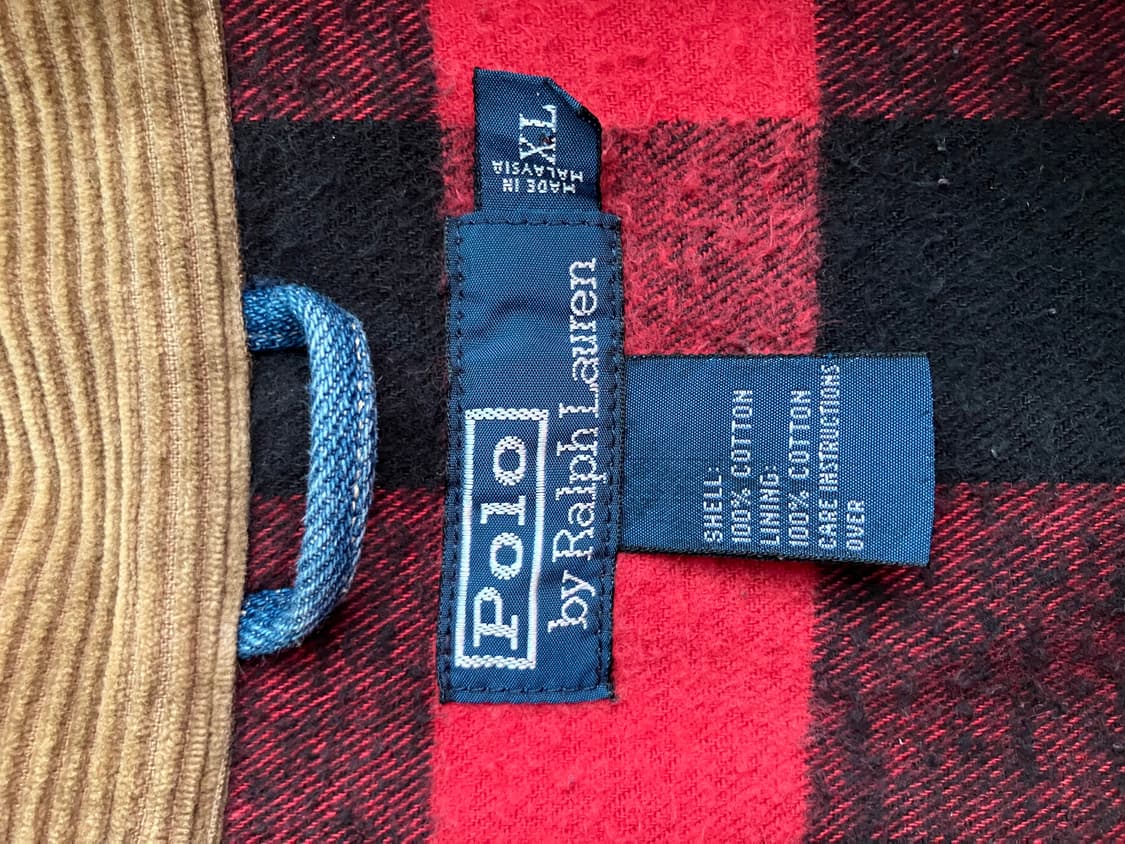 XL
MADE IN
MALAYSIA
Polo
by Ralph Lauren
SHELL:
100% COTTON
LINING:
100% COTTON
CARE INSTRUCTIONS
OVER